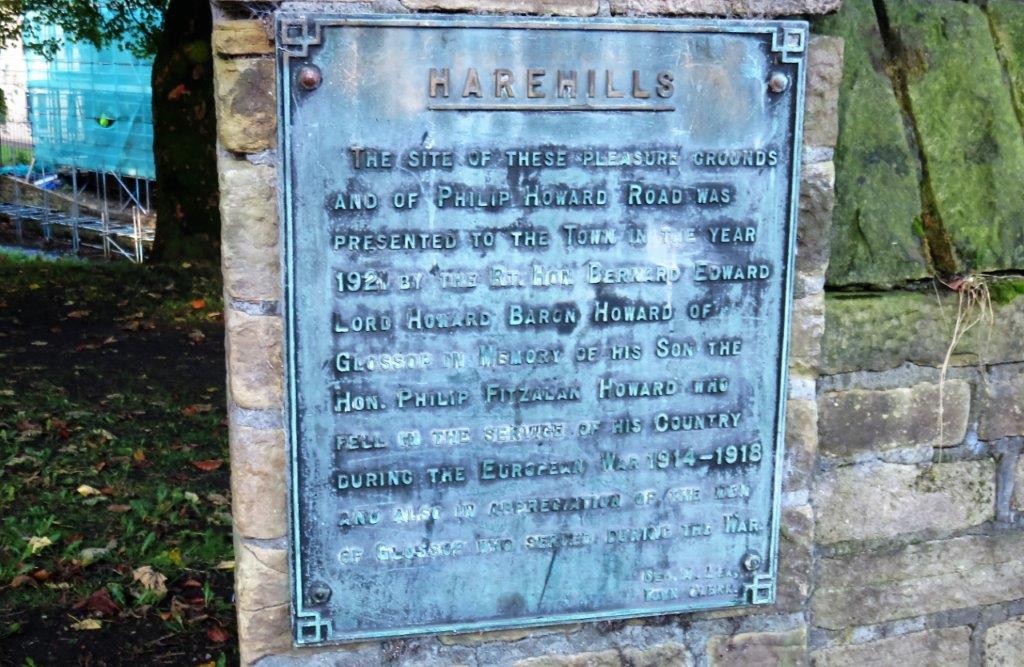 HAREHILLS
THE SITE OF THESE PLEASURE GROUNDS
AND OF PHILIP HOWARD ROAD WAS
PRESENTED TO THE TOWN IN THE YEAR
1921 BY THE RT. HON BERNARD EDWARD
LORD HOWARD BARON HOWARD OF
GLOSSOP IN MEMORY OF HIS SON THE
HON. PHILIP FITZALAN HOWARD WHO
FELL IN THE SERVICE OF HIS COUNTRY
DURING THE EUROPEAN WAR 1914-1918
AND ALSO IN APPRECIATION OF THE MEN
OF GLOSSOP WHO SERVED DURING THE WAR.
TOWN CLERK.